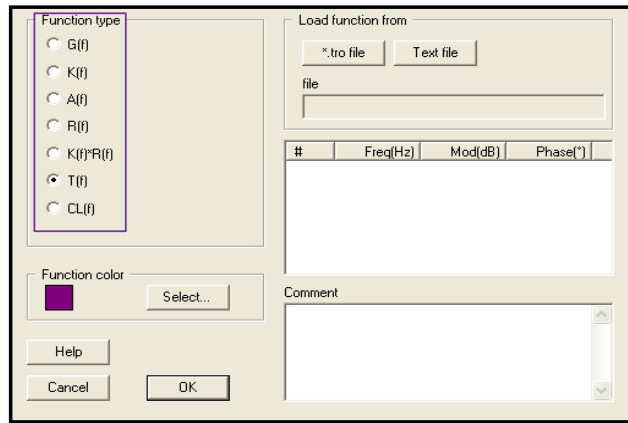 Function type
G(f)
K(f)
A(f)
R(f)
K(f)*R(f)
T(f)
CL(f)
Function color
Select...
Help
Cancel
OK
Load function from
*.tro file
Text file
file
# Freq(Hz) Mod(dB) Phase(°)
Comment